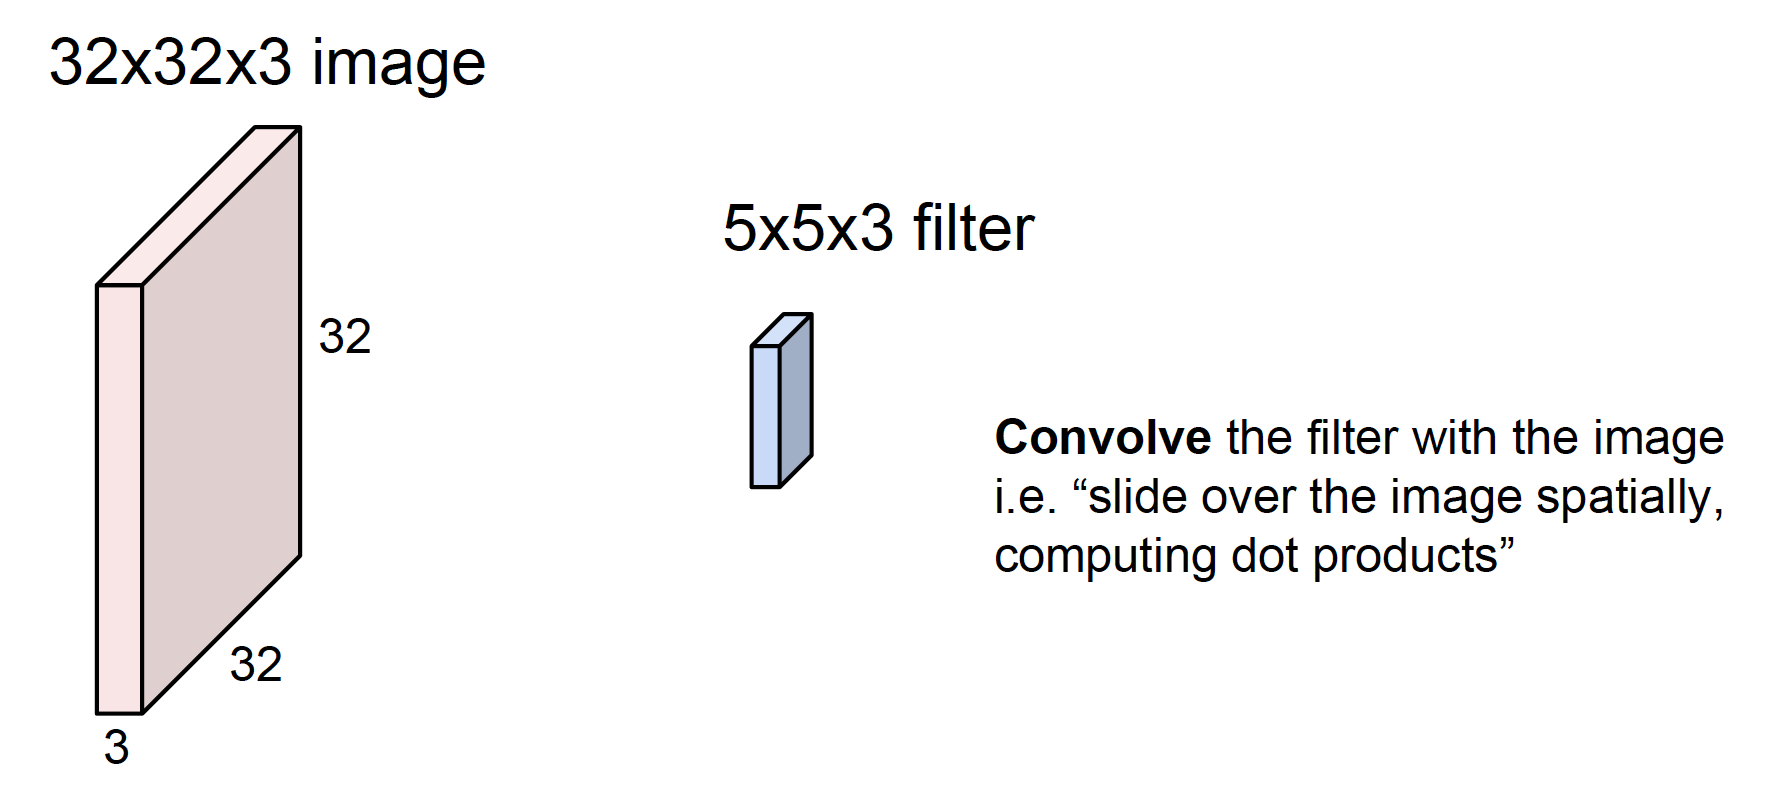 32x32x3 image
5x5x3 filter
32
Convolve the filter with the image
i.e. “slide over the image spatially,
computing dot products”
32
3